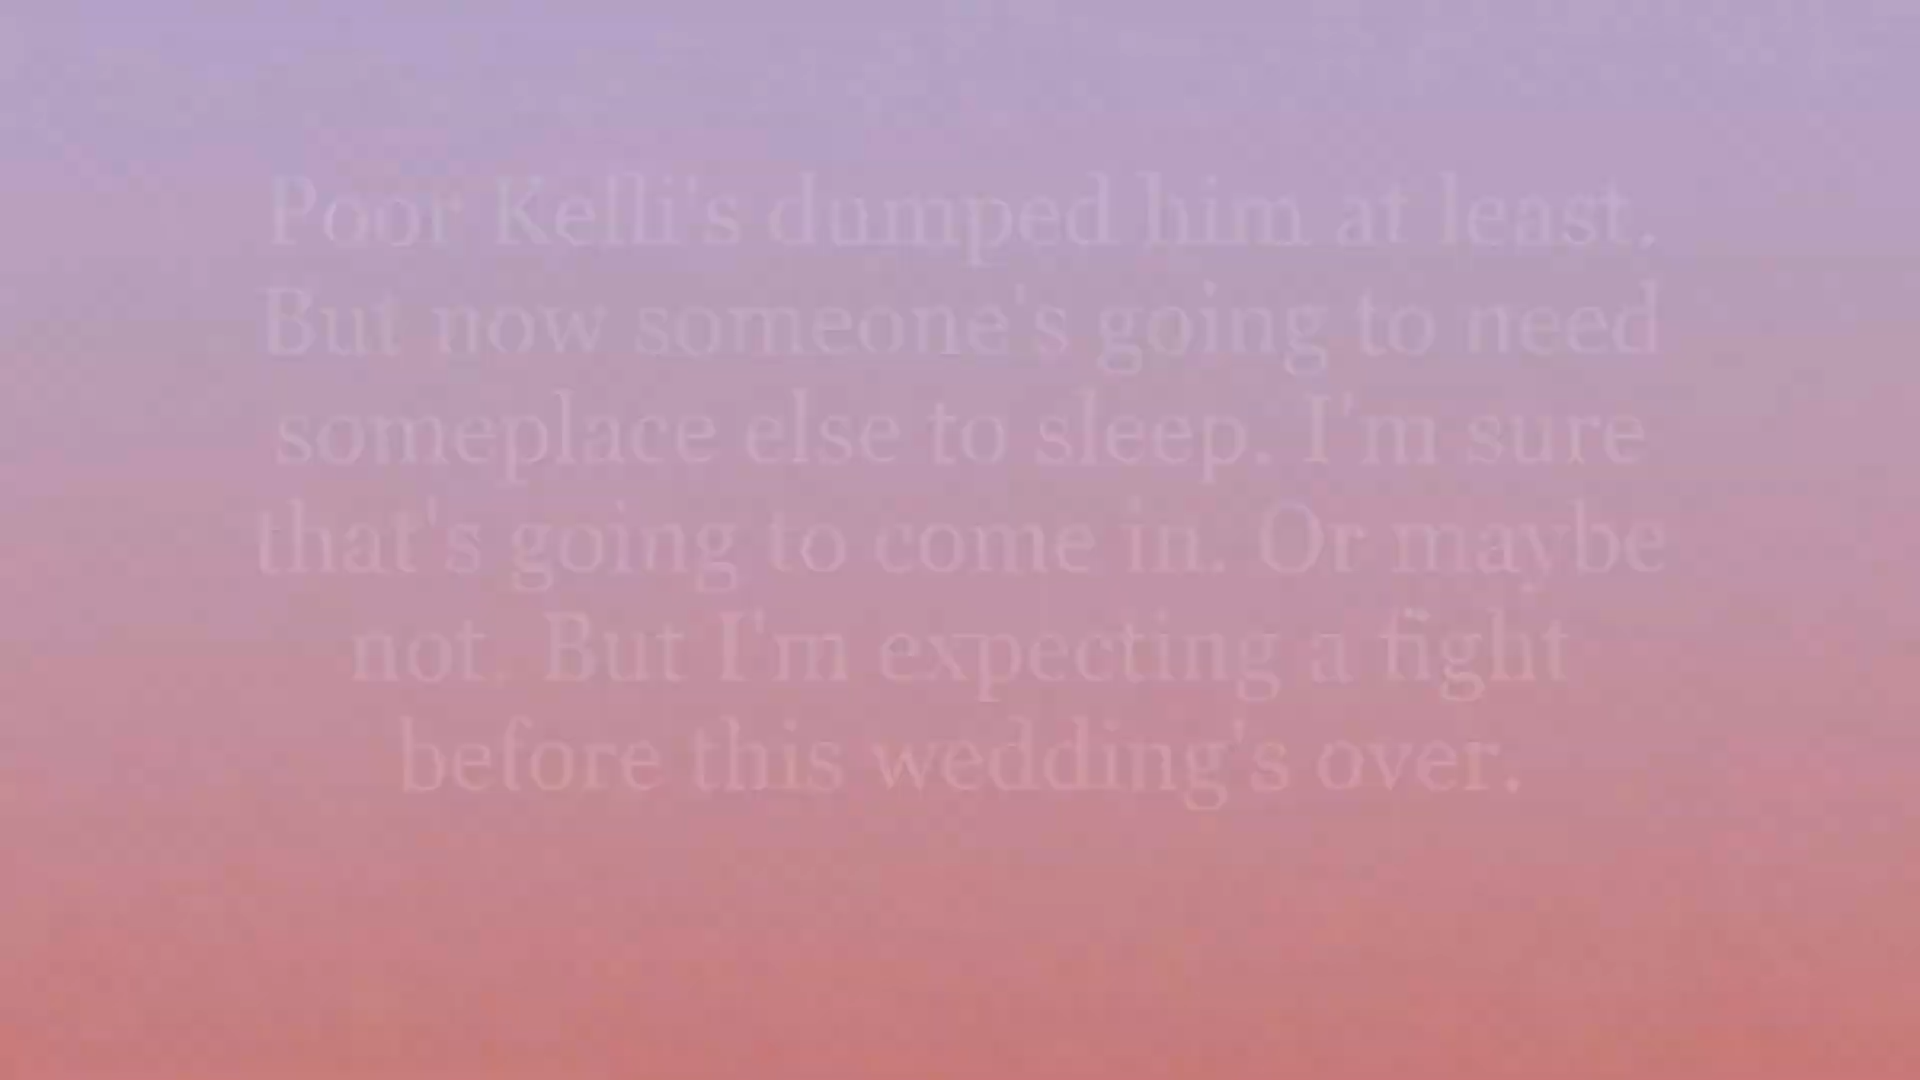 Poor Kelli's dumped him at least.
But now someone's going to need
someplace else to sleep. I'm sure
that's going to come in. Or maybe
not. But I'm expecting a fight
before this wedding's over.